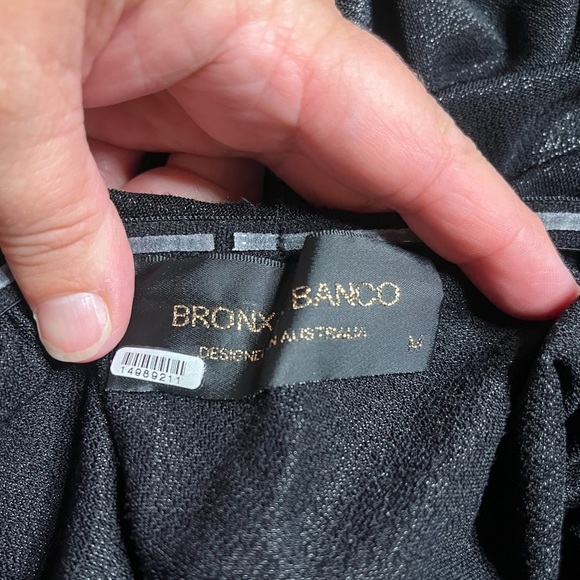 BRONX BANCO
DESIGNED IN AUSTRALIA
M
14989211